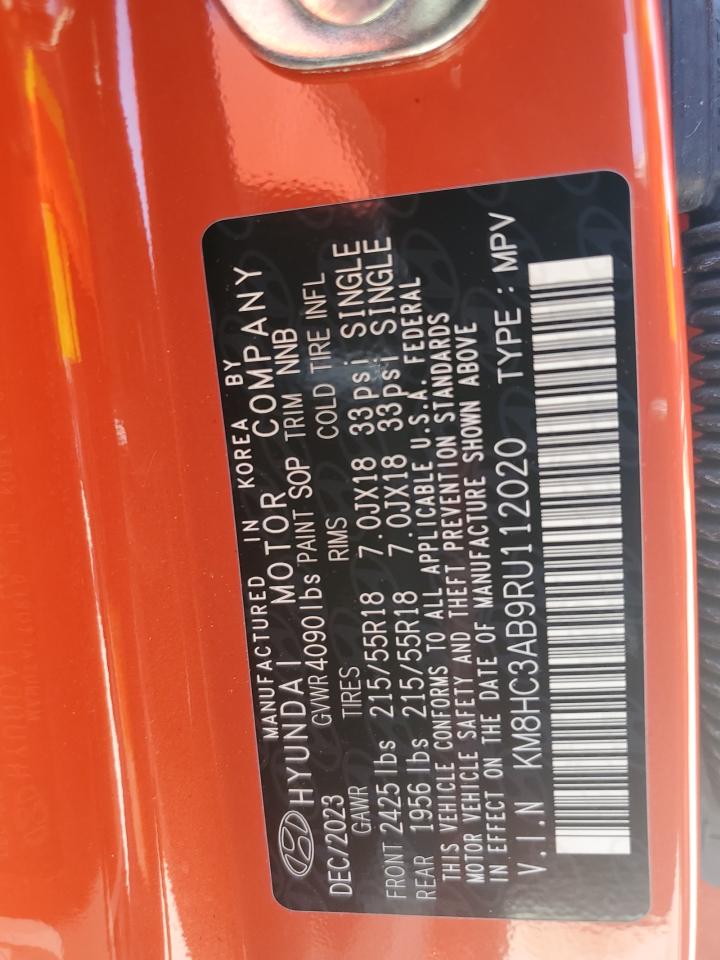 MANUFACTURED IN KOREA BY
HYUNDAI MOTOR COMPANY
DEC/2023 GVWR 4090lbs PAINT SOP TRIM NNB
GAWR TIRES RIMS COLD TIRE INFL
FRONT 2425 lbs 215/55R18 7.0JX18 33psi SINGLE
REAR 1956 lbs 215/55R18 7.0JX18 33psi SINGLE
THIS VEHICLE CONFORMS TO ALL APPLICABLE U.S.A. FEDERAL
MOTOR VEHICLE SAFETY AND THEFT PREVENTION STANDARDS
IN EFFECT ON THE DATE OF MANUFACTURE SHOWN ABOVE
V.I.N KM8HC3AB9RU112020 TYPE : MPV